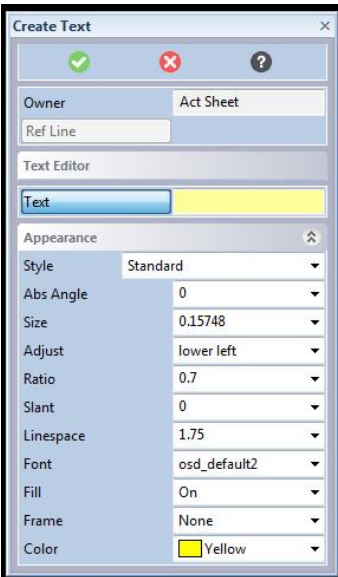 Create Text
Owner Act Sheet
Ref Line
Text Editor
Text
Appearance
Style Standard
Abs Angle 0
Size 0.15748
Adjust lower left
Ratio 0.7
Slant 0
Linespace 1.75
Font osd_default2
Fill On
Frame None
Color Yellow